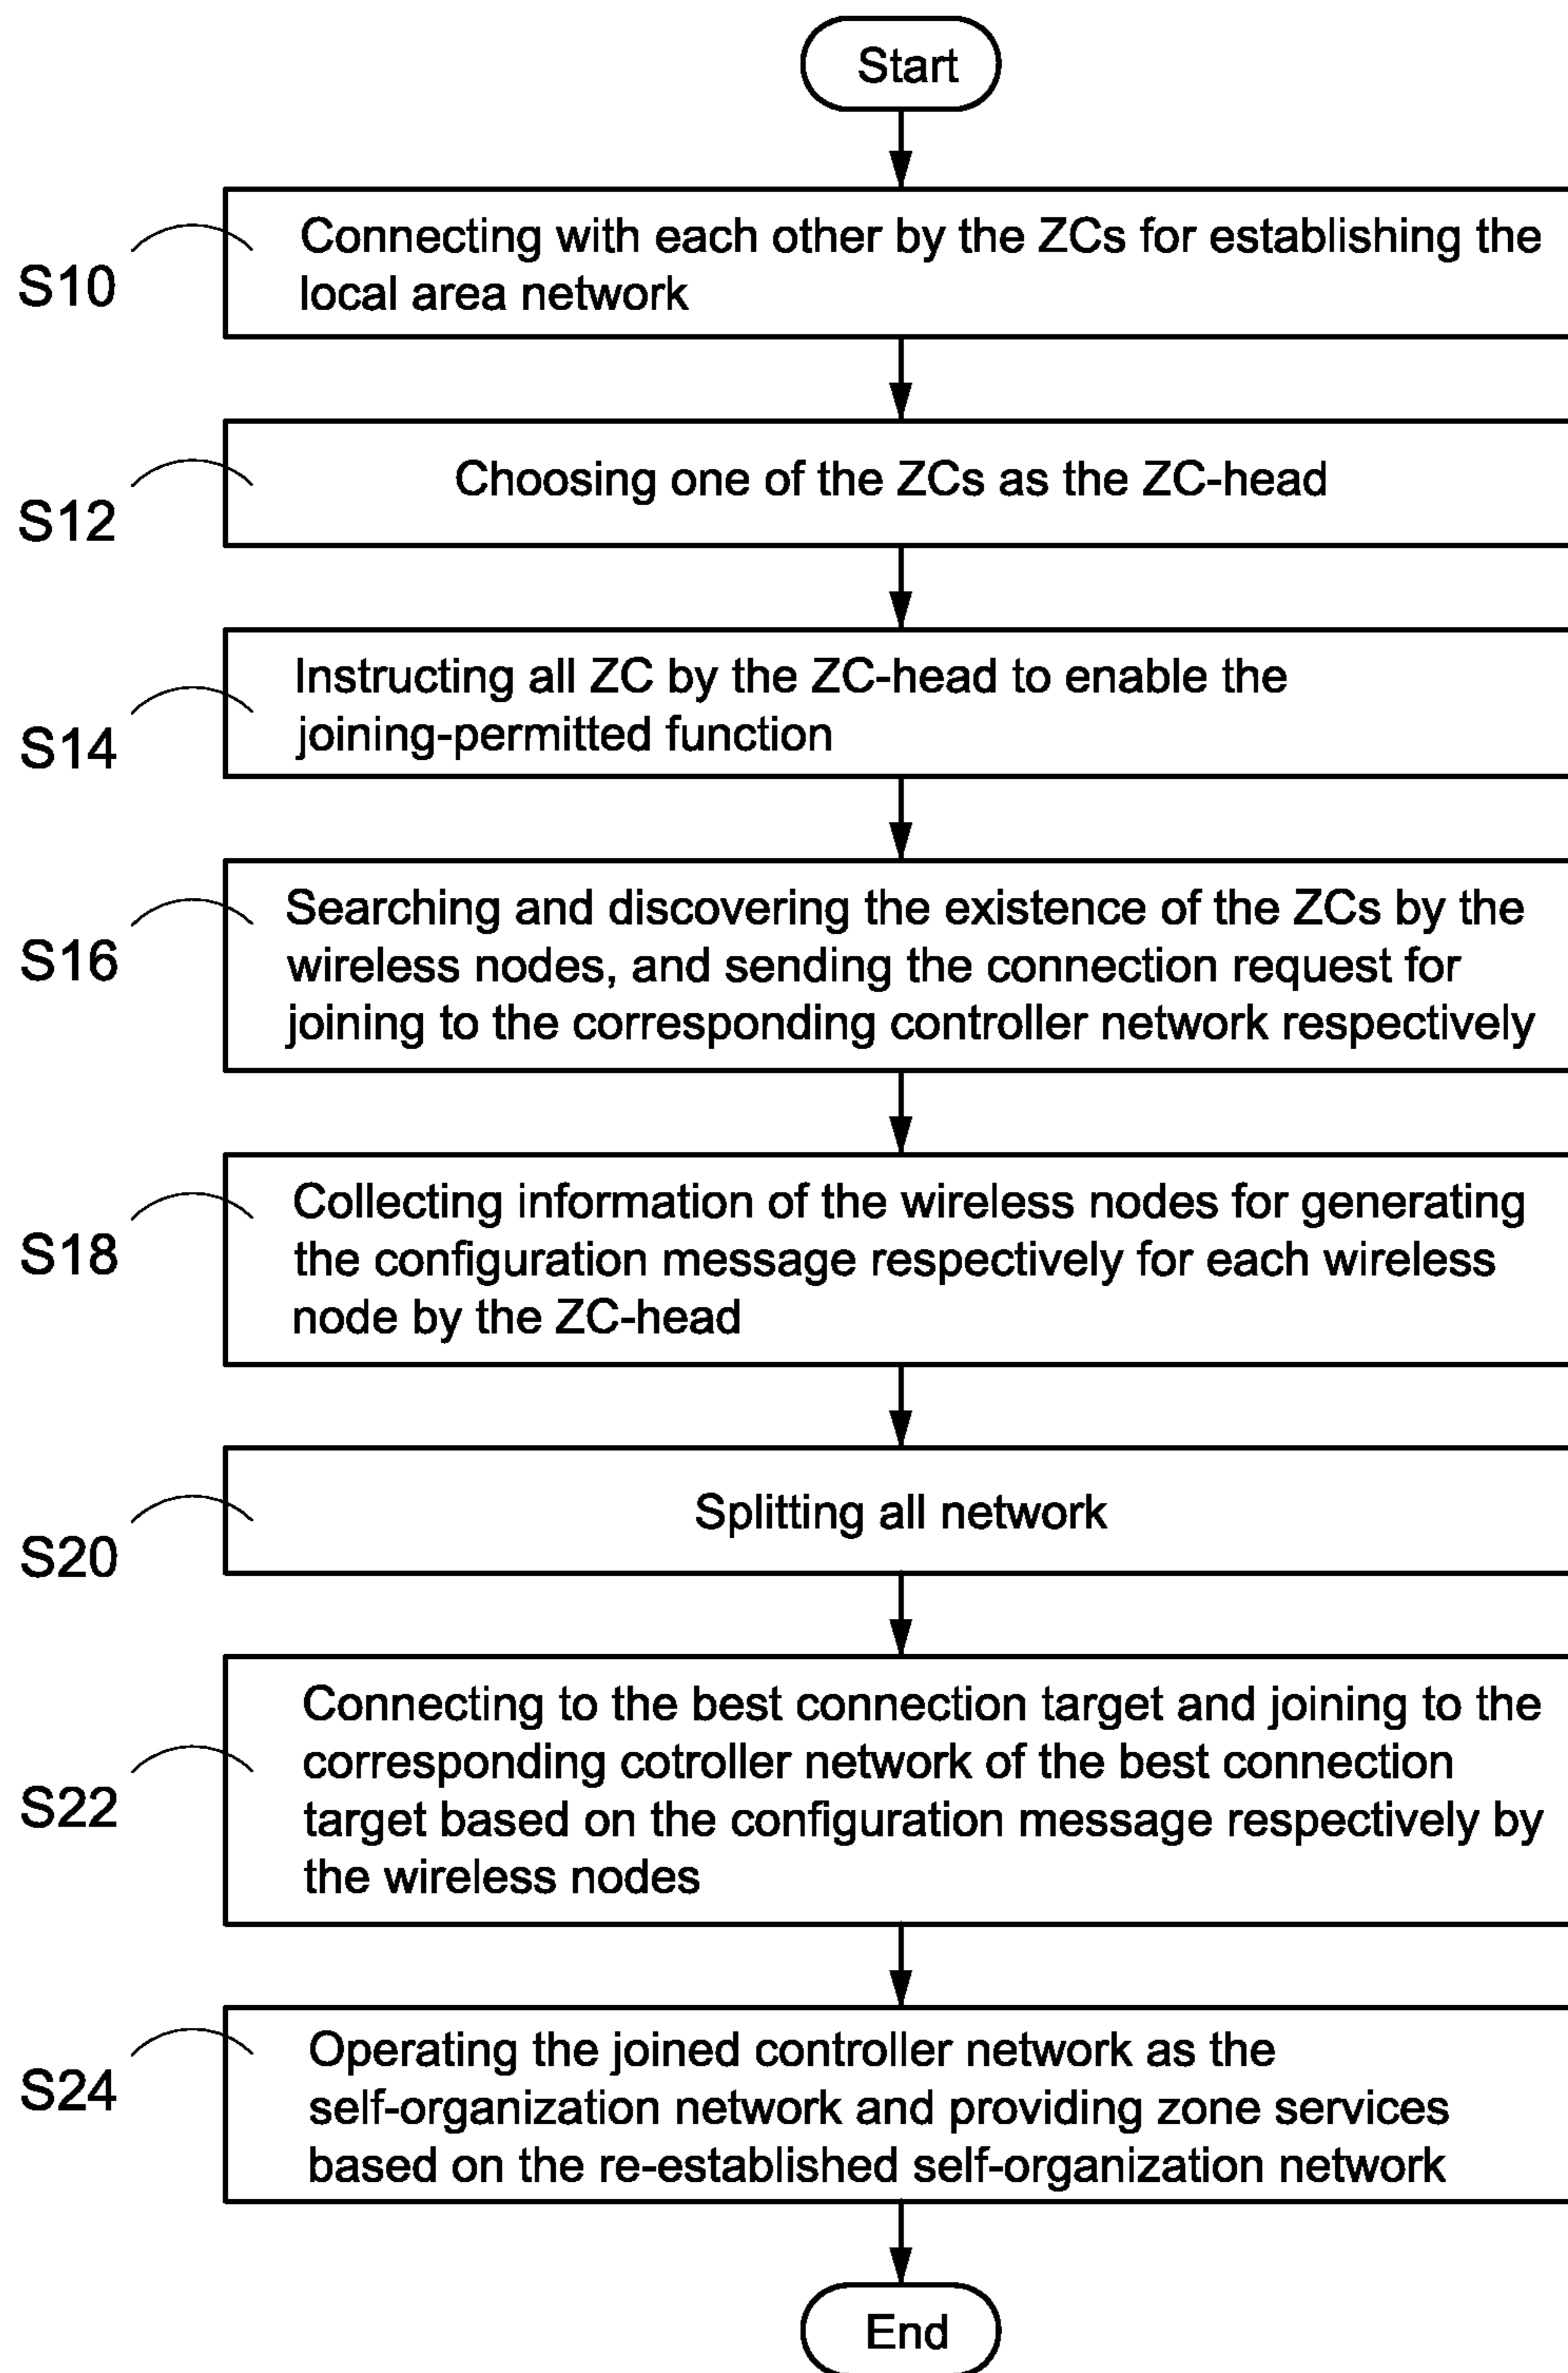 Start
S10
Connecting with each other by the ZCs for establishing the
local area network
S12
Choosing one of the ZCs as the ZC-head
S14
Instructing all ZC by the ZC-head to enable the
joining-permitted function
S16
Searching and discovering the existence of the ZCs by the
wireless nodes, and sending the connection request for
joining to the corresponding controller network respectively
S18
Collecting information of the wireless nodes for generating
the configuration message respectively for each wireless
node by the ZC-head
S20
Splitting all network
S22
Connecting to the best connection target and joining to the
corresponding cotroller network of the best connection
target based on the configuration message respectively by
the wireless nodes
S24
Operating the joined controller network as the
self-organization network and providing zone services
based on the re-established self-organization network
End